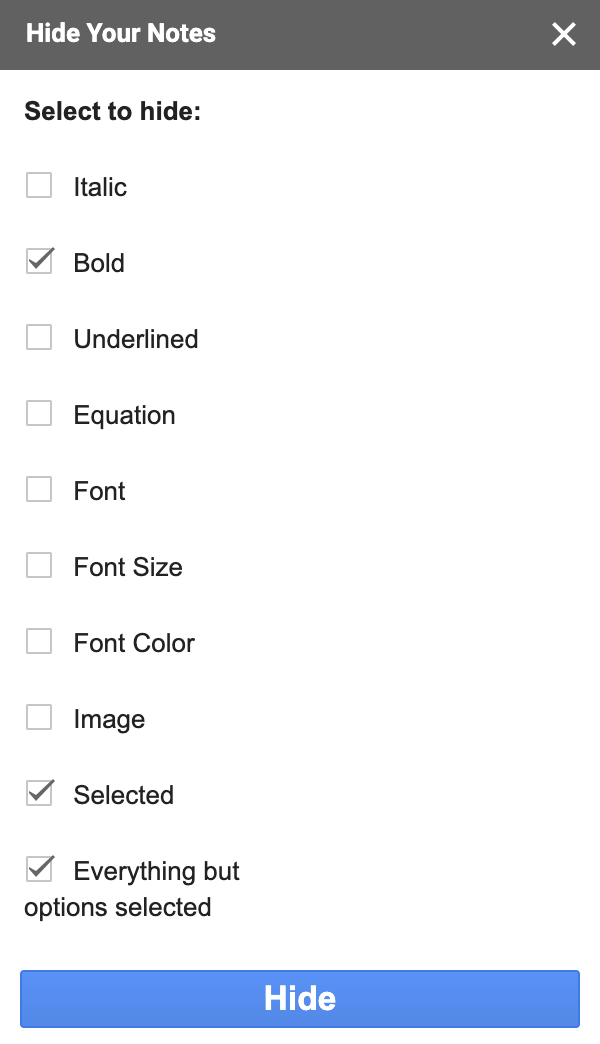 Hide Your Notes
Select to hide:
Italic
Bold
Underlined
Equation
Font
Font Size
Font Color
Image
Selected
Everything but
options selected
Hide